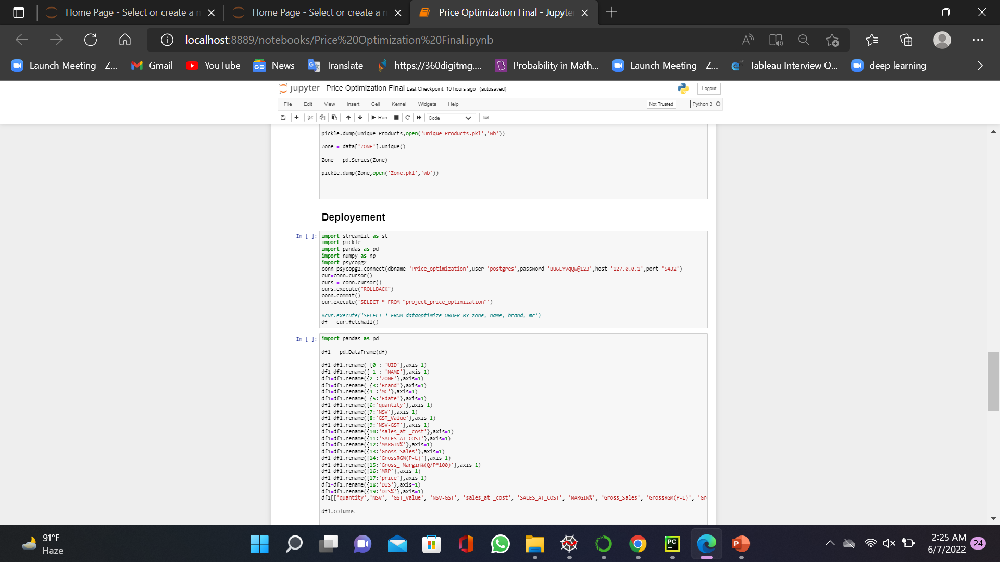 Home Page - Select or create a n
Home Page - Select or create a n
Price Optimization Final - Jupyte
localhost:8889/notebooks/Price%20Optimization%20Final.ipynb
Launch Meeting - Z...
Gmail
YouTube
News
Translate
https://360digitmg....
Probability in Math...
Launch Meeting - Z...
Tableau Interview Q...
deep learning
jupyter Price Optimization Final Last Checkpoint: 10 hours ago (autosaved)
Logout
File Edit View Insert Cell Kernel Widgets Help
Not Trusted
Python 3
Run
Code
pickle.dump(Unique_Products,open('Unique_Products.pkl','wb'))
Zone = data['ZONE'].unique()
Zone = pd.Series(Zone)
pickle.dump(Zone,open('Zone.pkl','wb'))
Deployement
In [ ]:
import streamlit as st
import pickle
import pandas as pd
import numpy as np
import psycopg2
conn=psycopg2.connect(dbname='Price_optimization',user='postgres',password='Bu6LYvqQw@123',host='127.0.0.1',port='5432')
cur=conn.cursor()
curs = conn.cursor()
curs.execute("ROLLBACK")
conn.commit()
cur.execute('SELECT * FROM "project_price_optimization"')
#cur.execute('SELECT * FROM dataoptimize ORDER BY zone, name, brand, mc')
df = cur.fetchall()
In [ ]:
import pandas as pd
df1 = pd.DataFrame(df)
df1=df1.rename( {0 : 'UID'},axis=1)
df1=df1.rename({ 1 : 'NAME'},axis=1)
df1=df1.rename({2 :'ZONE'},axis=1)
df1=df1.rename( {3:'Brand'},axis=1)
df1=df1.rename({4 :'MC'},axis=1)
df1=df1.rename( {5:'Fdate'},axis=1)
df1=df1.rename({6:'quantity'},axis=1)
df1=df1.rename({7:'NSV'},axis=1)
df1=df1.rename({8:'GST_Value'},axis=1)
df1=df1.rename({9:'NSV-GST'},axis=1)
df1=df1.rename({10:'sales_at _cost'},axis=1)
df1=df1.rename({11:'SALES_AT_COST'},axis=1)
df1=df1.rename({12:'MARGIN%'},axis=1)
df1=df1.rename({13:'Gross_Sales'},axis=1)
df1=df1.rename({14:'GrossRGM(P-L)'},axis=1)
df1=df1.rename({15:'Gross_ Margin%(Q/P*100)'},axis=1)
df1=df1.rename({16:'MRP'},axis=1)
df1=df1.rename({17:'price'},axis=1)
df1=df1.rename({18:'DIS'},axis=1)
df1=df1.rename({19:'DIS%'},axis=1)
df1[['quantity','NSV', 'GST_Value', 'NSV-GST', 'sales_at _cost', 'SALES_AT_COST', 'MARGIN%', 'Gross_Sales', 'GrossRGM(P-L)', 'Gr
df1.columns
91°F
Haze
2:25 AM
6/7/2022
24